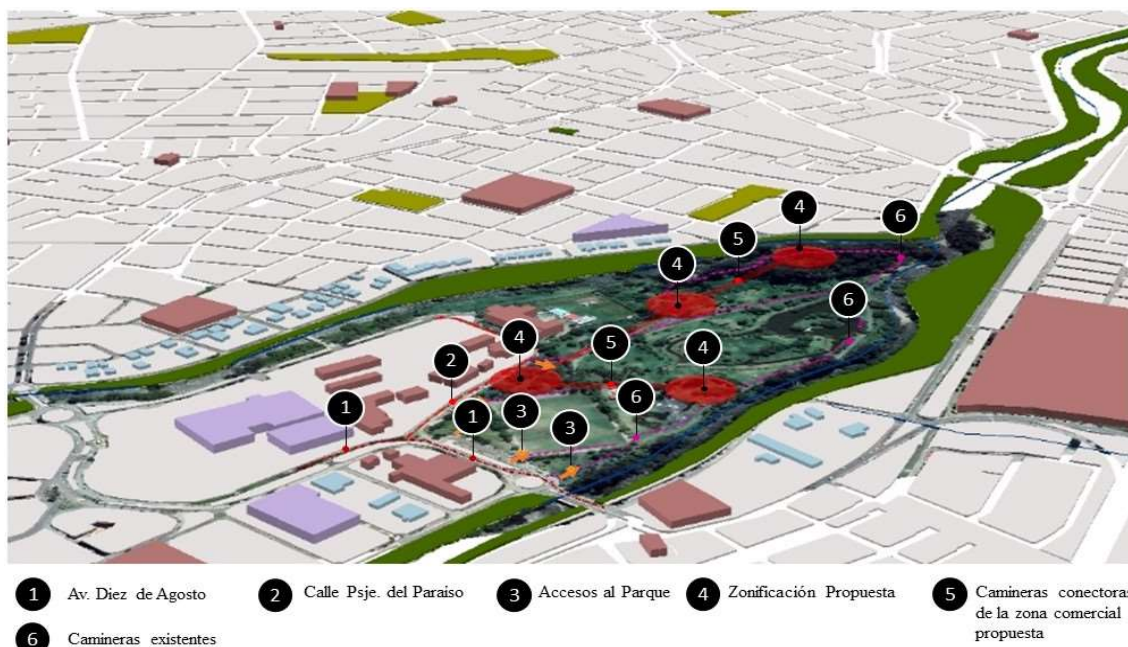 4
6
5
4
6
4
5
4
2
6
3
1
1
3
1 Av. Diez de Agosto
2 Calle Psje. del Paraiso
3 Accesos al Parque
4 Zonificación Propuesta
5 Camineras conectoras
de la zona comercial
propuesta
6 Camineras existentes